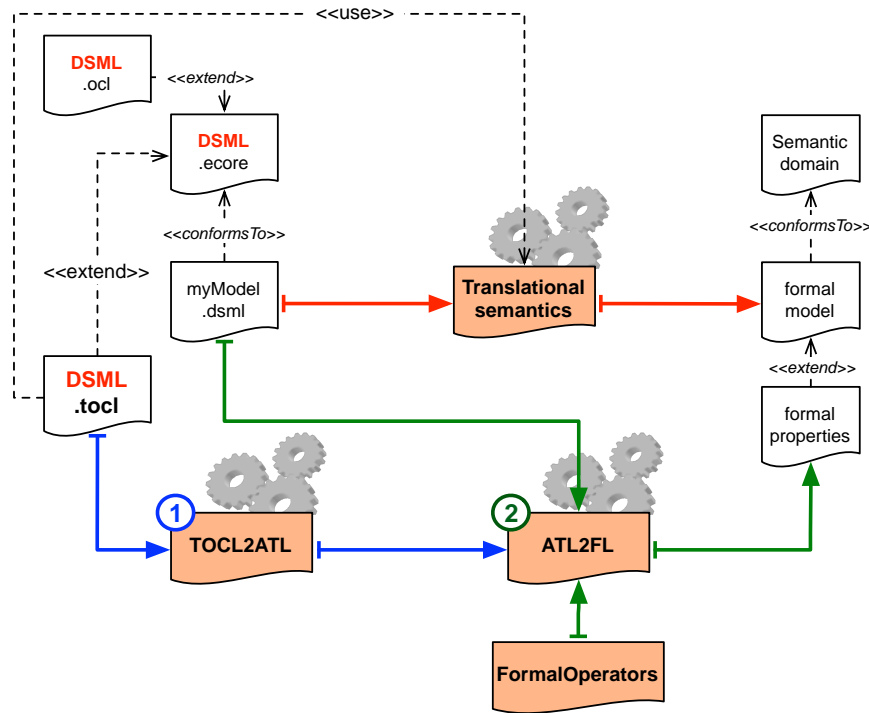 <<use>>
DSML
.ocl
<<extend>>
DSML
.ecore
Semantic
domain
<<conformsTo>>
<<conformsTo>>
<<extend>>
myModel
.dsml
Translational
semantics
formal
model
<<extend>>
DSML
.tocl
formal
properties
1
TOCL2ATL
2
ATL2FL
FormalOperators